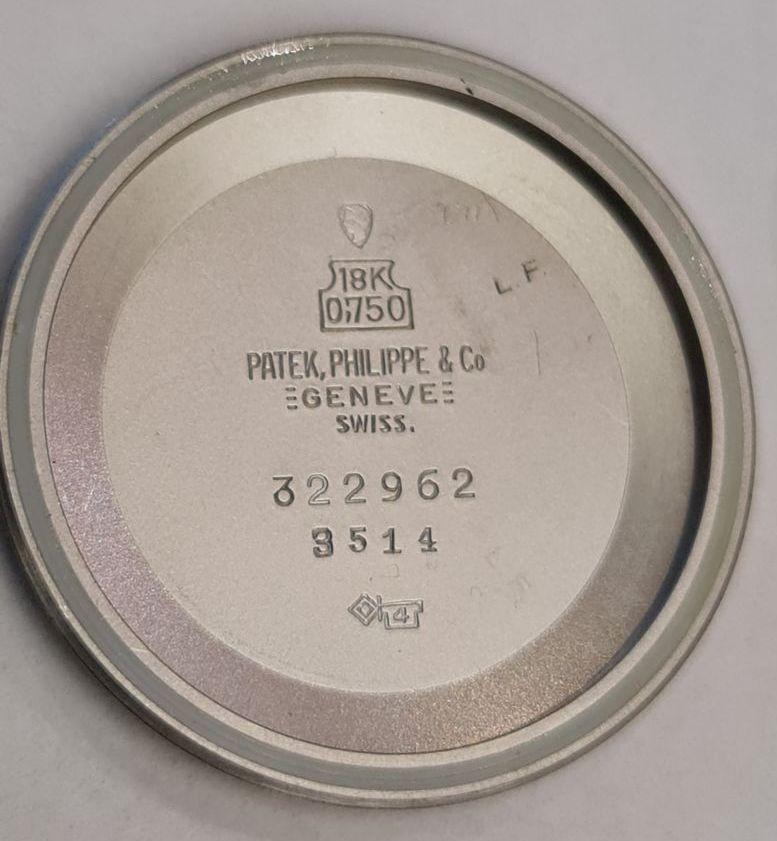 18K
0,750
L. F.
PATEK, PHILIPPE & Co
GENEVE
SWISS.
322962
3514
4